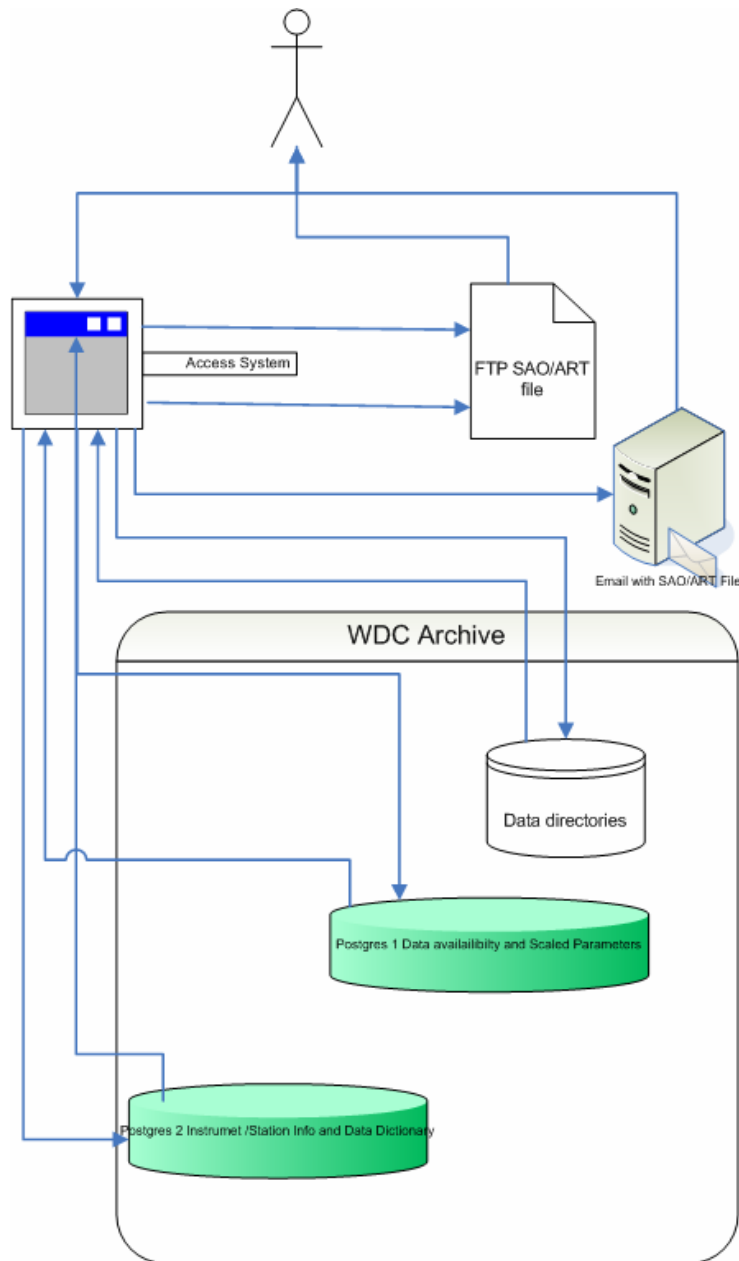 Access System
FTP SAO/ART
file
Email with SAO/ART File
WDC Archive
Data directories
Postgres 1 Data availailibilty and Scaled Parameters
Postgres 2 Instrumet /Station Info and Data Dictionary